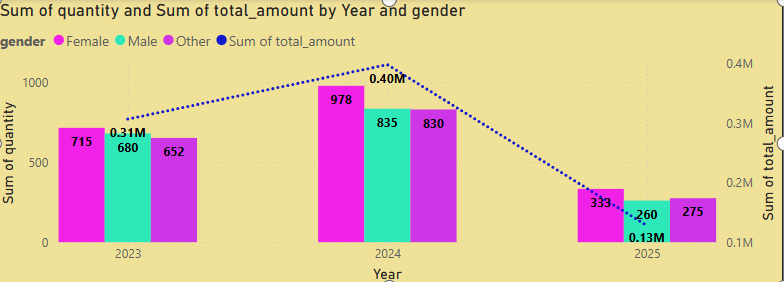 Sum of quantity and Sum of total_amount by Year and gender
gender Female Male Other Sum of total_amount
Sum of quantity
1000
500
0
715
0.31M
680
652
978
0.40M
835
830
333
260
0.13M
275
2023
2024
2025
Year
0.4M
0.3M
0.2M
0.1M
Sum of total_amount